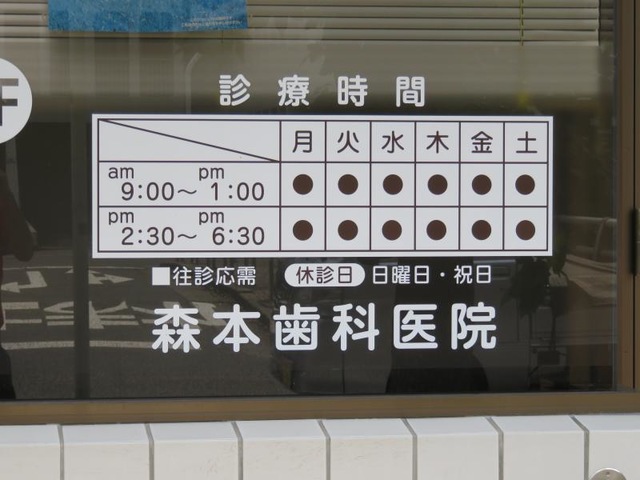 診療時間
月 火 水 木 金 土
am 9:00～ pm 1:00 ● ● ● ● ● ●
pm 2:30～ pm 6:30 ● ● ● ● ● ●
■往診応需 休診日 日曜日・祝日
森本歯科医院